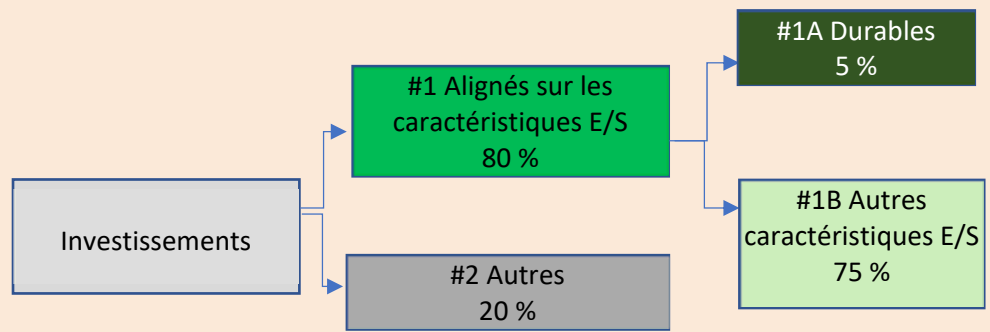 Investissements
#1 Alignés sur les
caractéristiques E/S
80 %
#2 Autres
20 %
#1A Durables
5 %
#1B Autres
caractéristiques E/S
75 %